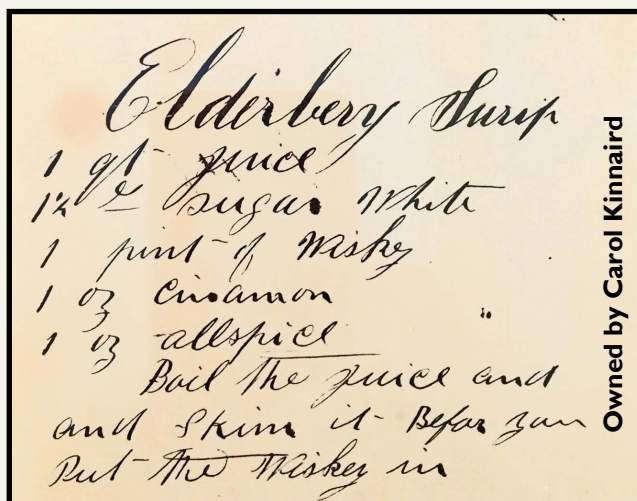 Elderbery Surip
1 qt juice
1½ lb sugar White
1 pint of Wiskey
1 oz Cinamon
1 oz allspice
Boil the juice and
and Skim it Befor you
Put the Wiskey in
Owned by Carol Kinnaird